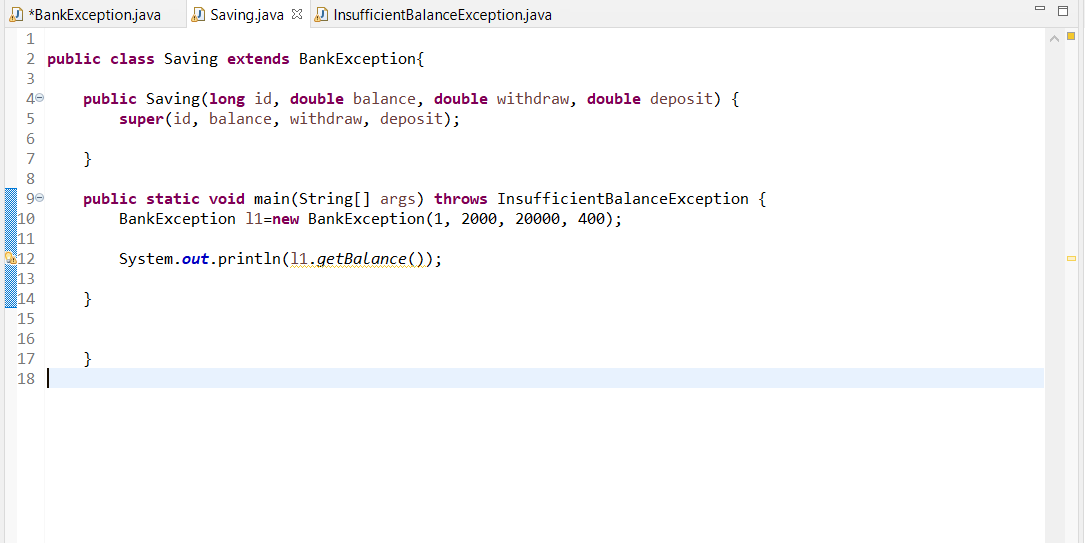 *BankException.java Saving.java InsufficientBalanceException.java
1
2 public class Saving extends BankException{
3
4 public Saving(long id, double balance, double withdraw, double deposit) {
5 super(id, balance, withdraw, deposit);
6
7 }
8
9 public static void main(String[] args) throws InsufficientBalanceException {
10 BankException l1=new BankException(1, 2000, 20000, 400);
11
12 System.out.println(l1.getBalance());
13
14 }
15
16
17 }
18